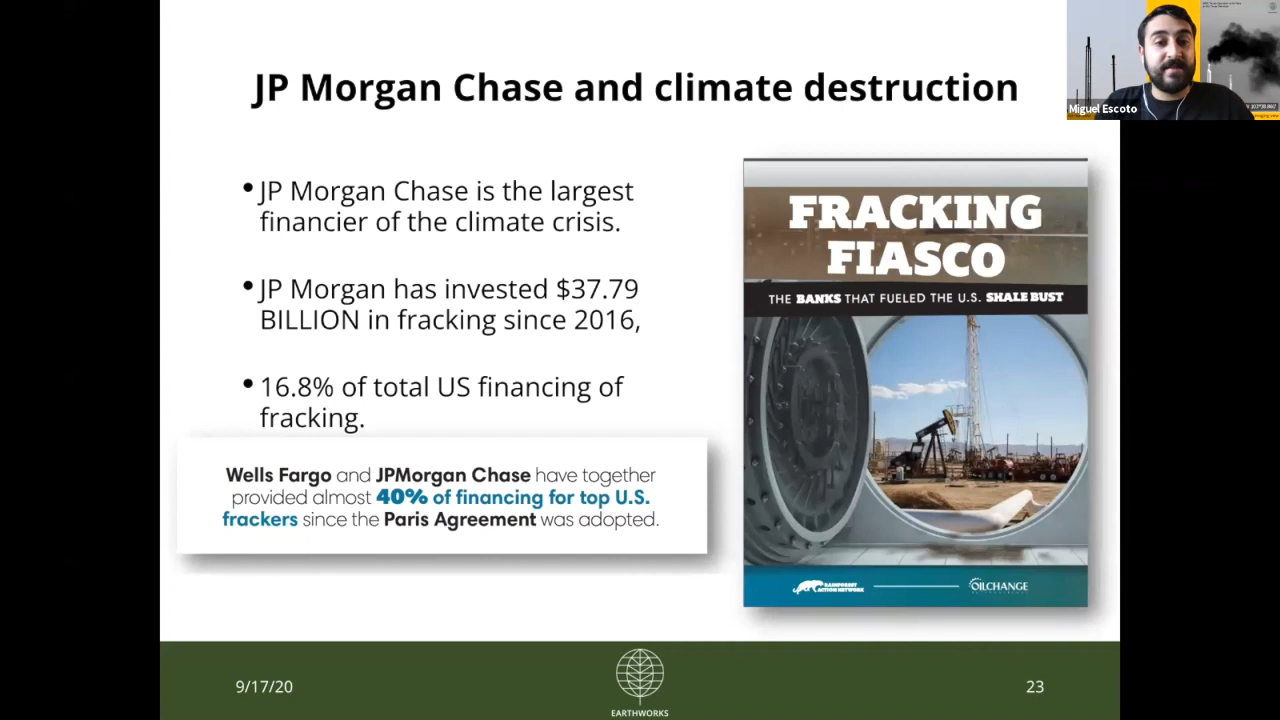 JP Morgan Chase and climate destruction
Miguel Escoto
• JP Morgan Chase is the largest
financier of the climate crisis.
• JP Morgan has invested $37.79
BILLION in fracking since 2016,
• 16.8% of total US financing of
fracking.
Wells Fargo and JPMorgan Chase have together
provided almost 40% of financing for top U.S.
frackers since the Paris Agreement was adopted.
FRACKING
FIASCO
THE BANKS THAT FUELED THE U.S. SHALE BUST
RAINFOREST
ACTION NETWORK
OILCHANGE
9/17/20
EARTHWORKS
23